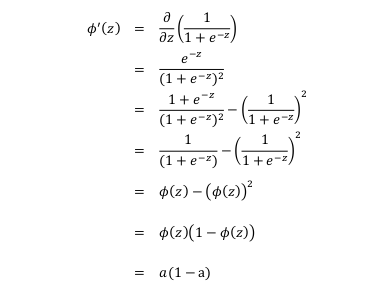 ϕ′(z) = ∂/∂z (1/(1 + e^{−z}))
= e^{−z}/(1 + e^{−z})²
= (1 + e^{−z})/(1 + e^{−z})² − (1/(1 + e^{−z}))²
= 1/(1 + e^{−z}) − (1/(1 + e^{−z}))²
= ϕ(z) − (ϕ(z))²
= ϕ(z)(1 − ϕ(z))
= a(1 − a)